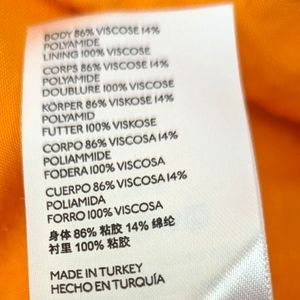 BODY 86% VISCOSE 14%
POLYAMIDE
LINING 100% VISCOSE
CORPS 86% VISCOSE 14%
POLYAMIDE
DOUBLURE 100% VISCOSE
KÖRPER 86% VISKOSE 14%
POLYAMID
FUTTER 100% VISKOSE
CORPO 86% VISCOSA 14%
POLIAMMIDE
FODERA 100% VISCOSA
CUERPO 86% VISCOSA 14%
POLIAMIDA
FORRO 100% VISCOSA
身体 86% 粘胶 14% 绵纶
衬里 100% 粘胶
MADE IN TURKEY
HECHO EN TURQUÍA